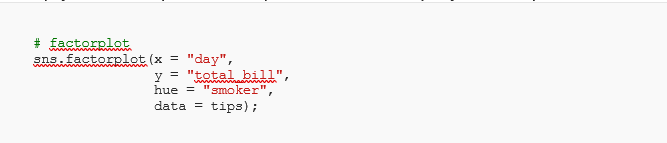 # factorplot
sns.factorplot(x = "day",
y = "total_bill",
hue = "smoker",
data = tips);